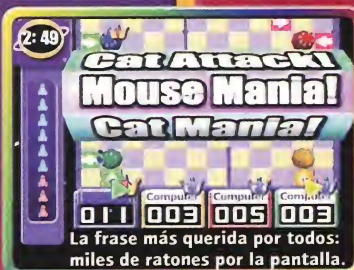 2:49
Cat Attack!
Mouse Mania!
Cat Mania!
Computer Computer Computer
011 003 005 003
La frase más querida por todos:
miles de ratones por la pantalla.